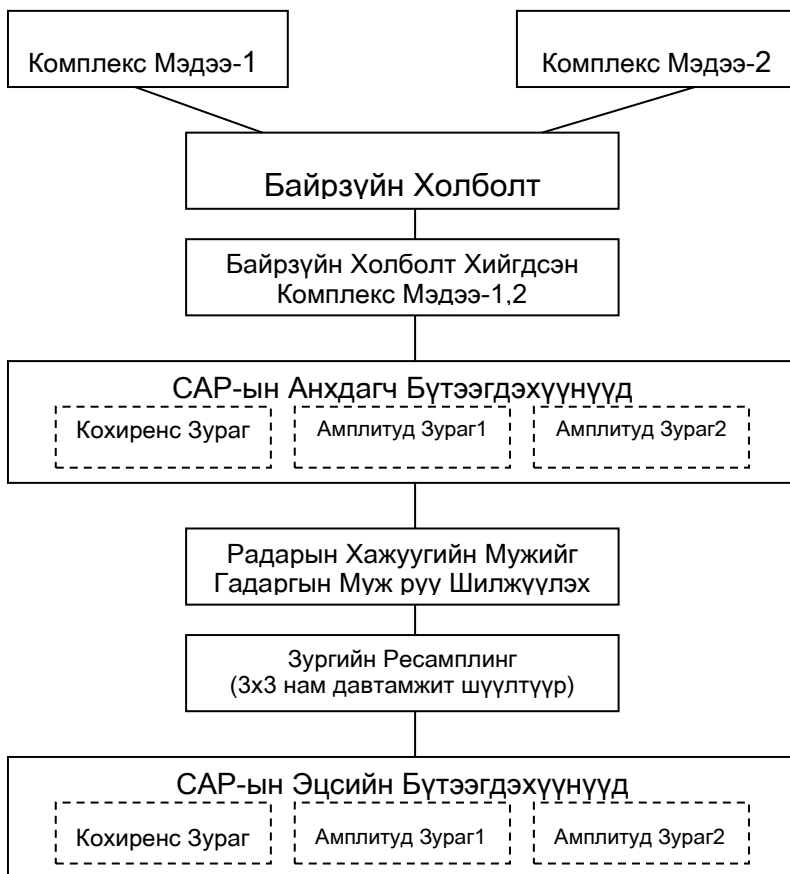 Комплекс Мэдээ-1
Комплекс Мэдээ-2
Байрзүйн Холболт
Байрзүйн Холболт Хийгдсэн
Комплекс Мэдээ-1,2
САР-ын Анхдагч Бүтээгдэхүүнүүд
Кохиренс Зураг
Амплитуд Зураг1
Амплитуд Зураг2
Радарын Хажуугийн Мужийг
Гадаргын Муж руу Шилжүүлэх
Зургийн Ресамплинг
(3x3 нам давтамжит шүүлтүүр)
САР-ын Эцсийн Бүтээгдэхүүнүүд
Кохиренс Зураг
Амплитуд Зураг1
Амплитуд Зураг2